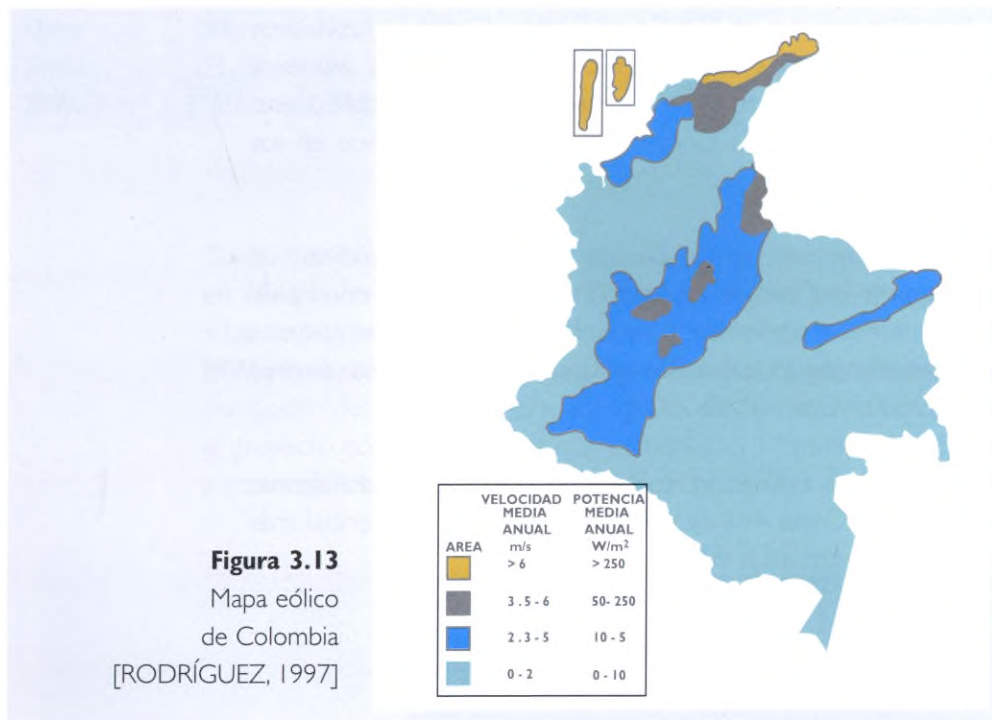 VELOCIDAD POTENCIA
MEDIA MEDIA
ANUAL ANUAL
AREA m/s W/m²
> 6 > 250
3.5 - 6 50- 250
2.3 - 5 10 - 5
0 - 2 0 - 10
Figura 3.13
Mapa eólico
de Colombia
[RODRÍGUEZ, 1997]